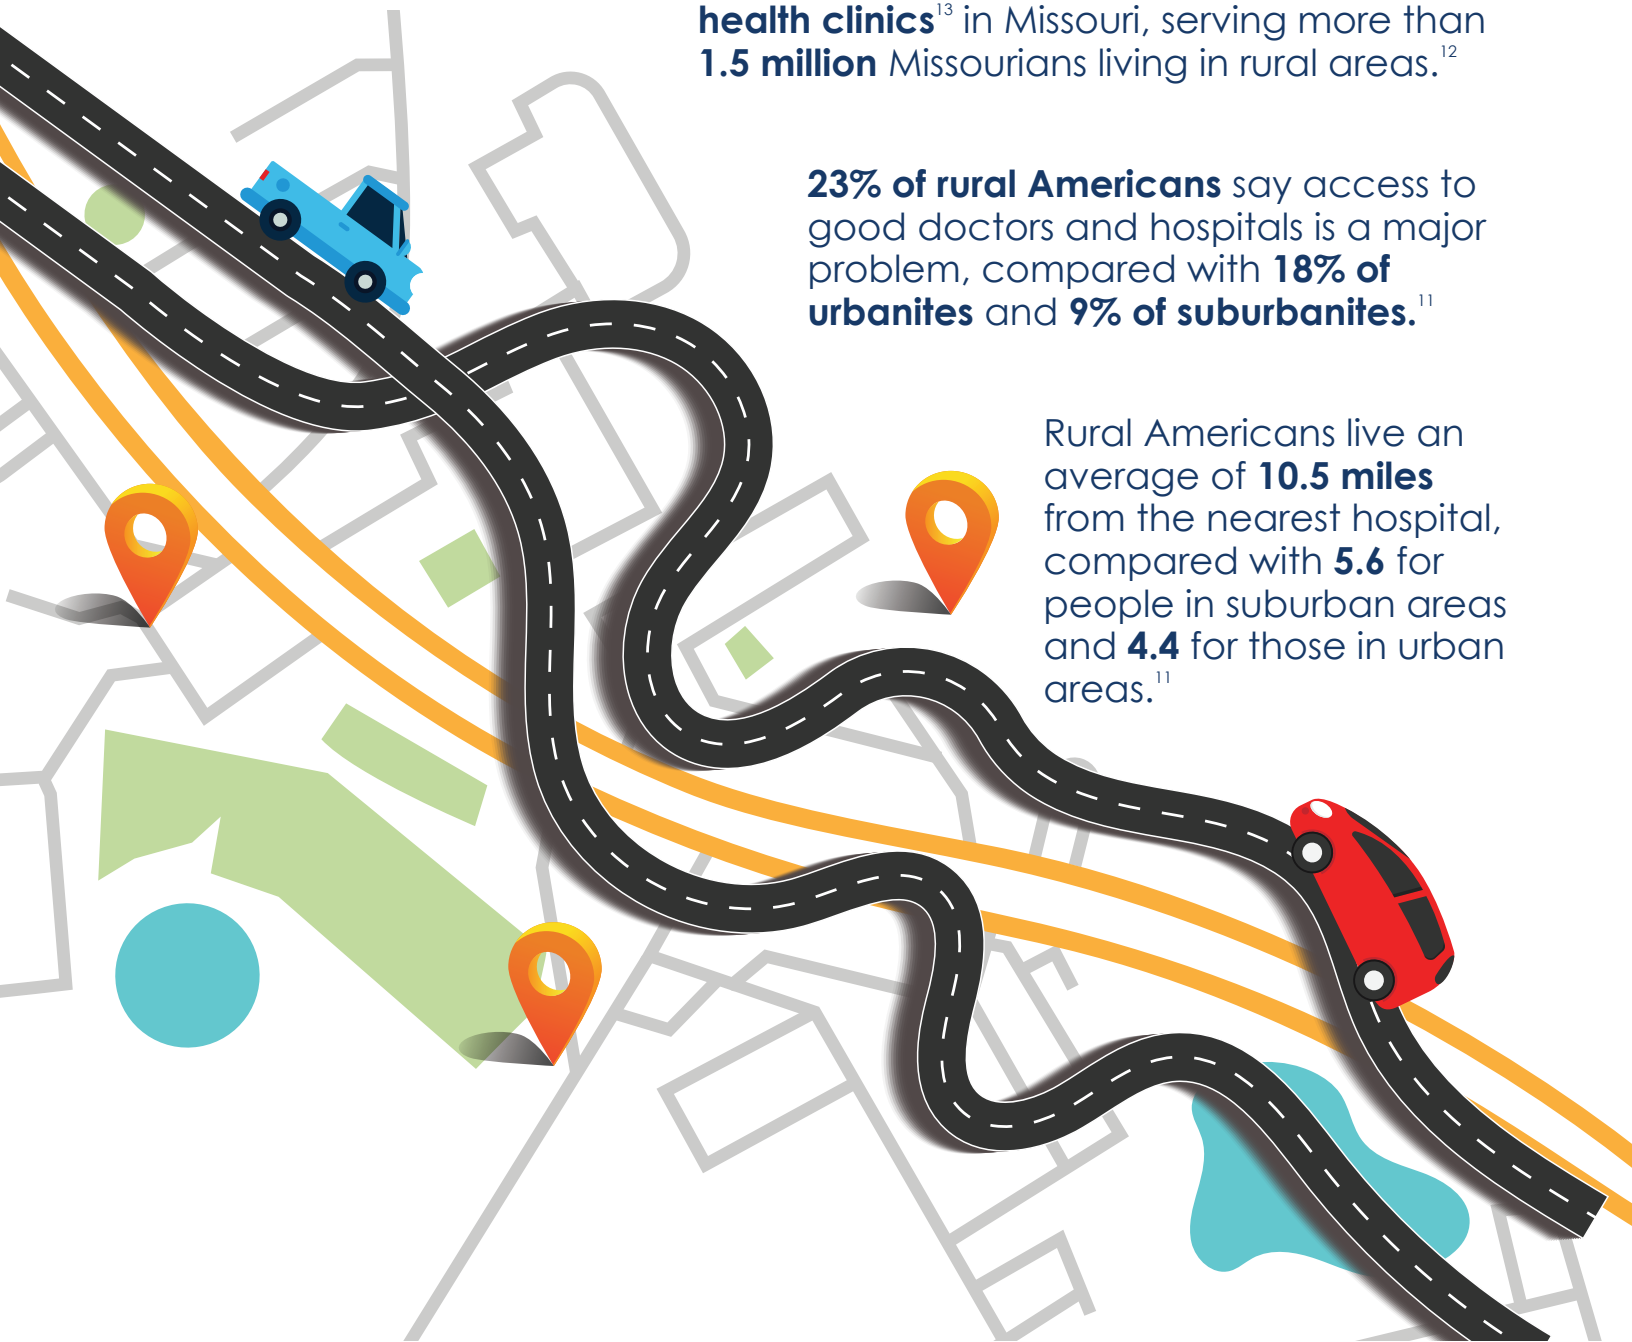 health clinics13 in Missouri, serving more than
1.5 million Missourians living in rural areas.12
23% of rural Americans say access to
good doctors and hospitals is a major
problem, compared with 18% of
urbanites and 9% of suburbanites.11
Rural Americans live an
average of 10.5 miles
from the nearest hospital,
compared with 5.6 for
people in suburban areas
and 4.4 for those in urban
areas.11